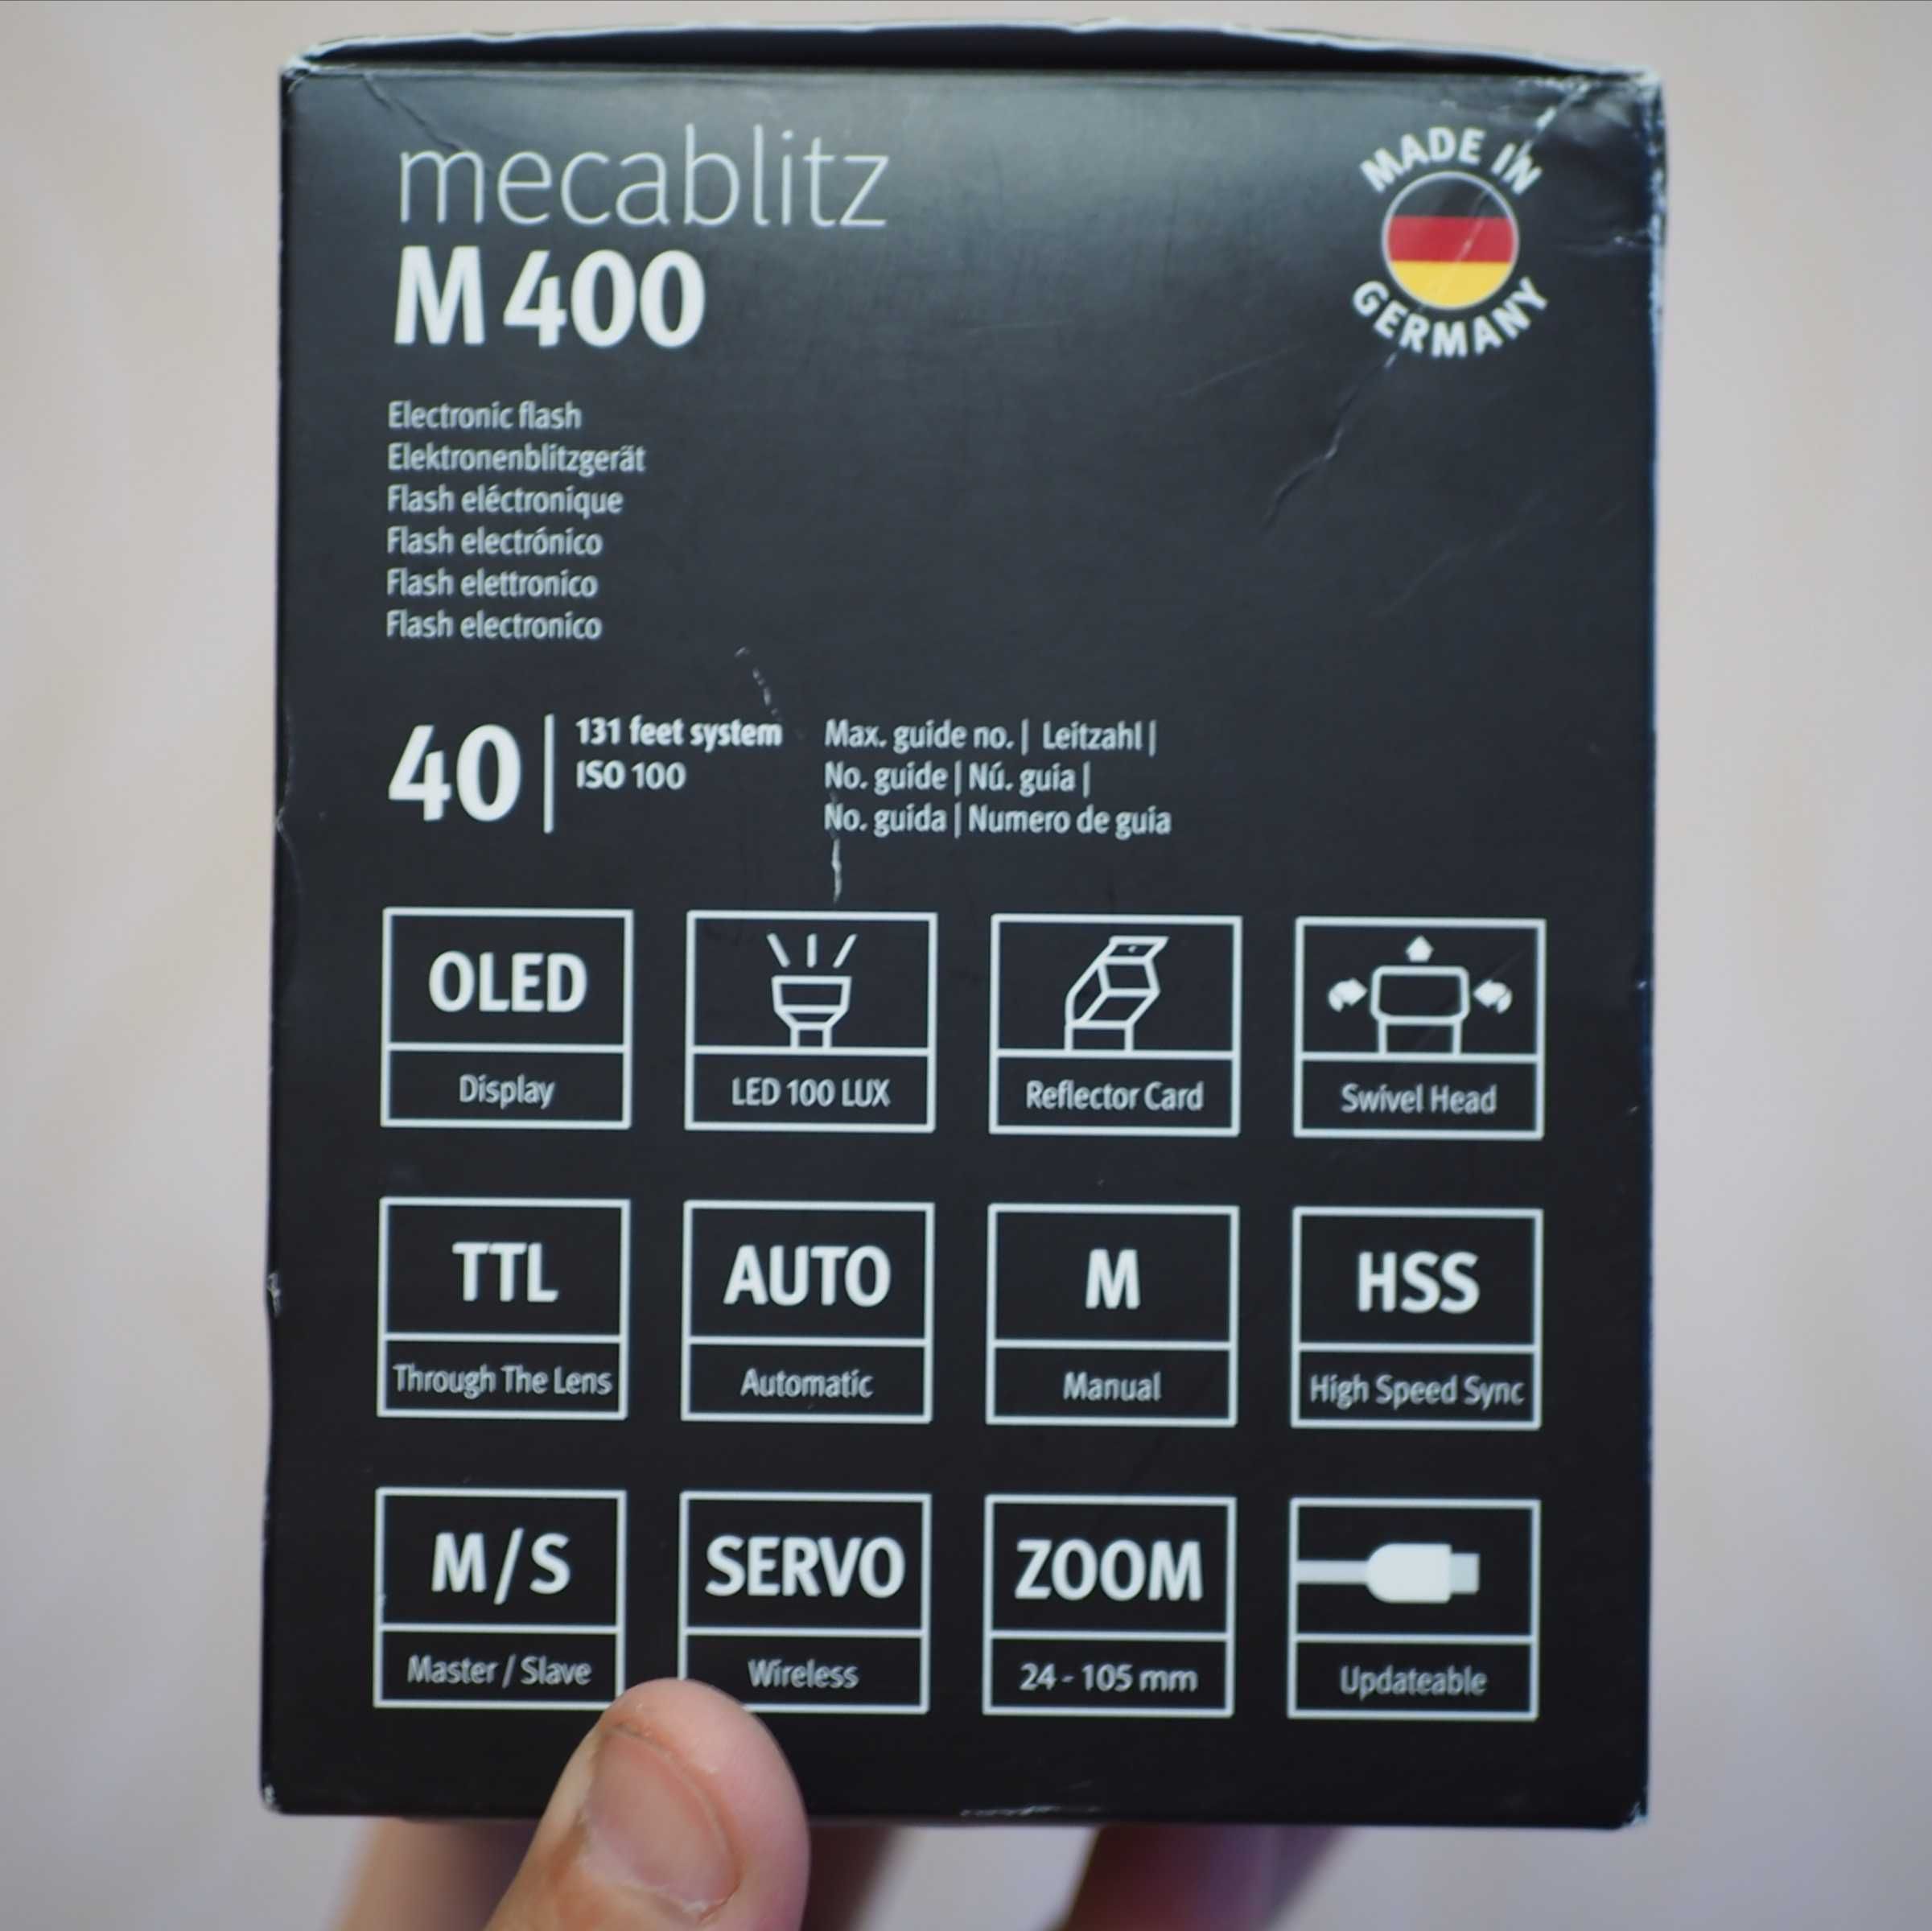 mecablitz
M 400
MADE IN
GERMANY
Electronic flash
Elektronenblitzgerät
Flash eléctronique
Flash electrónico
Flash elettronico
Flash electronico
40
131 feet system
ISO 100
Max. guide no. | Leitzahl |
No. guide | Nú. guia |
No. guida | Numero de guia
OLED
Display
LED 100 LUX
Reflector Card
Swivel Head
TTL
Through The Lens
AUTO
Automatic
M
Manual
HSS
High Speed Sync
M/S
Master / Slave
SERVO
Wireless
ZOOM
24 - 105 mm
Updateable